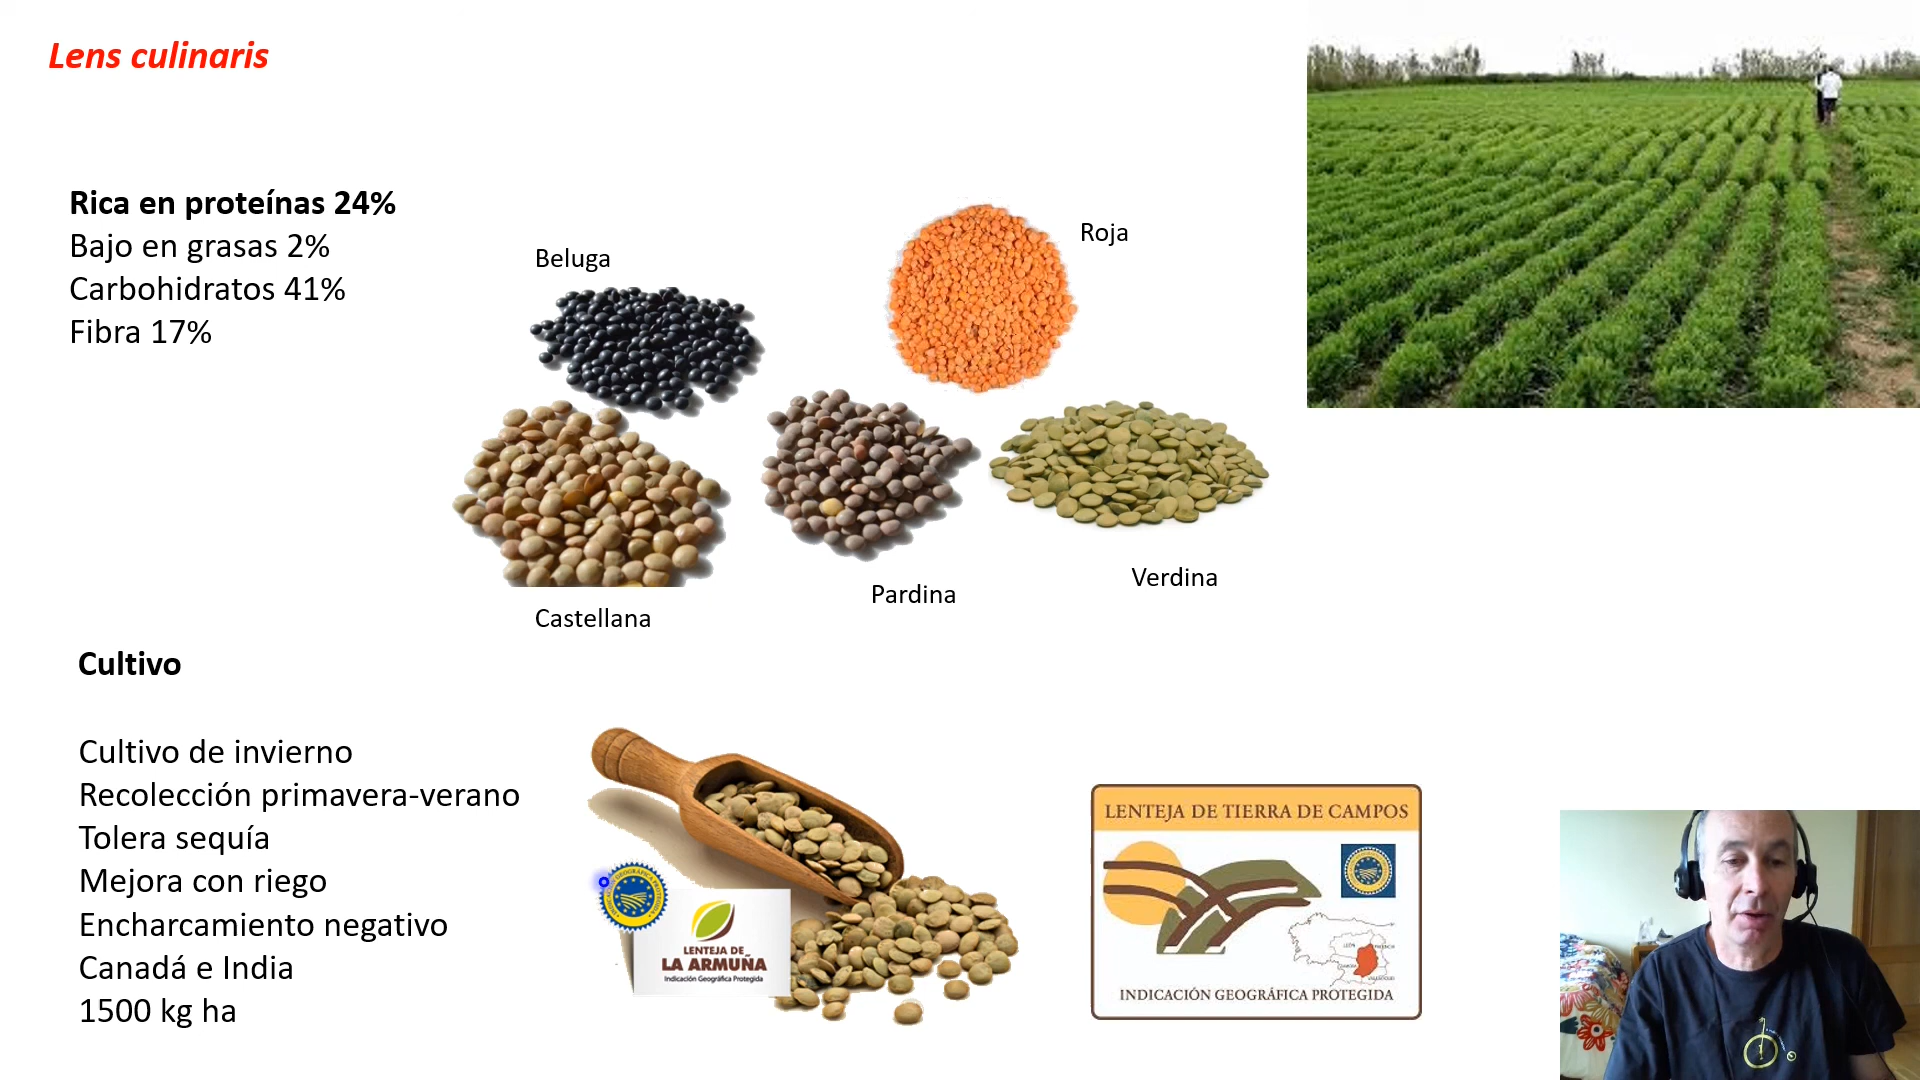 Lens culinaris
Rica en proteínas 24%
Bajo en grasas 2%
Carbohidratos 41%
Fibra 17%
Beluga
Roja
Castellana
Pardina
Verdina
Cultivo
Cultivo de invierno
Recolección primavera-verano
Tolera sequía
Mejora con riego
Encharcamiento negativo
Canadá e India
1500 kg ha
LENTEJA DE
LA ARMUÑA
Indicación Geográfica Protegida
LENTEJA DE TIERRA DE CAMPOS
LEÓN
INDICACIÓN GEOGRÁFICA PROTEGIDA